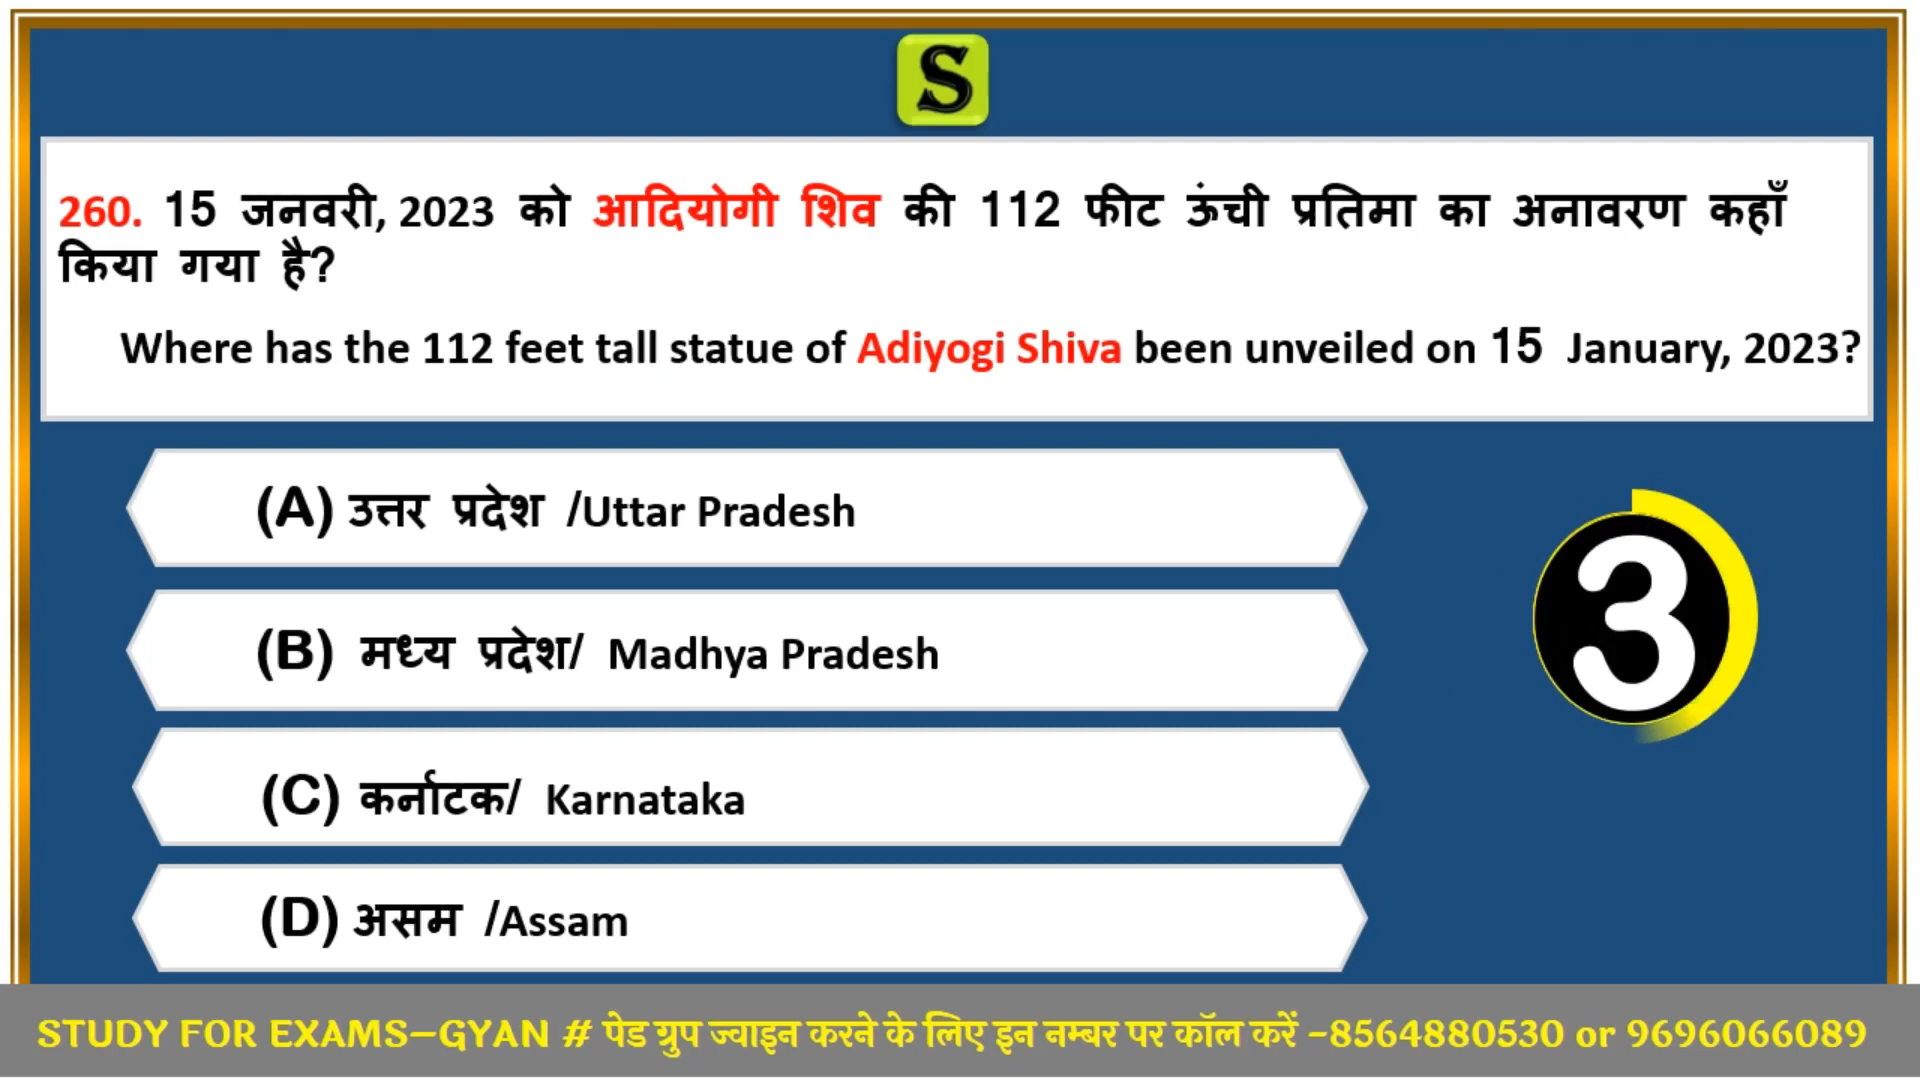 S
260. 15 जनवरी, 2023 को आदियोगी शिव की 112 फीट ऊंची प्रतिमा का अनावरण कहाँ
किया गया है?
Where has the 112 feet tall statue of Adiyogi Shiva been unveiled on 15 January, 2023?
(A) उत्तर प्रदेश /Uttar Pradesh
(B) मध्य प्रदेश/ Madhya Pradesh
3
(C) कर्नाटक/ Karnataka
(D) असम /Assam
STUDY FOR EXAMS–GYAN # पेड ग्रुप ज्वाइन करने के लिए इन नम्बर पर कॉल करें –8564880530 or 9696066089